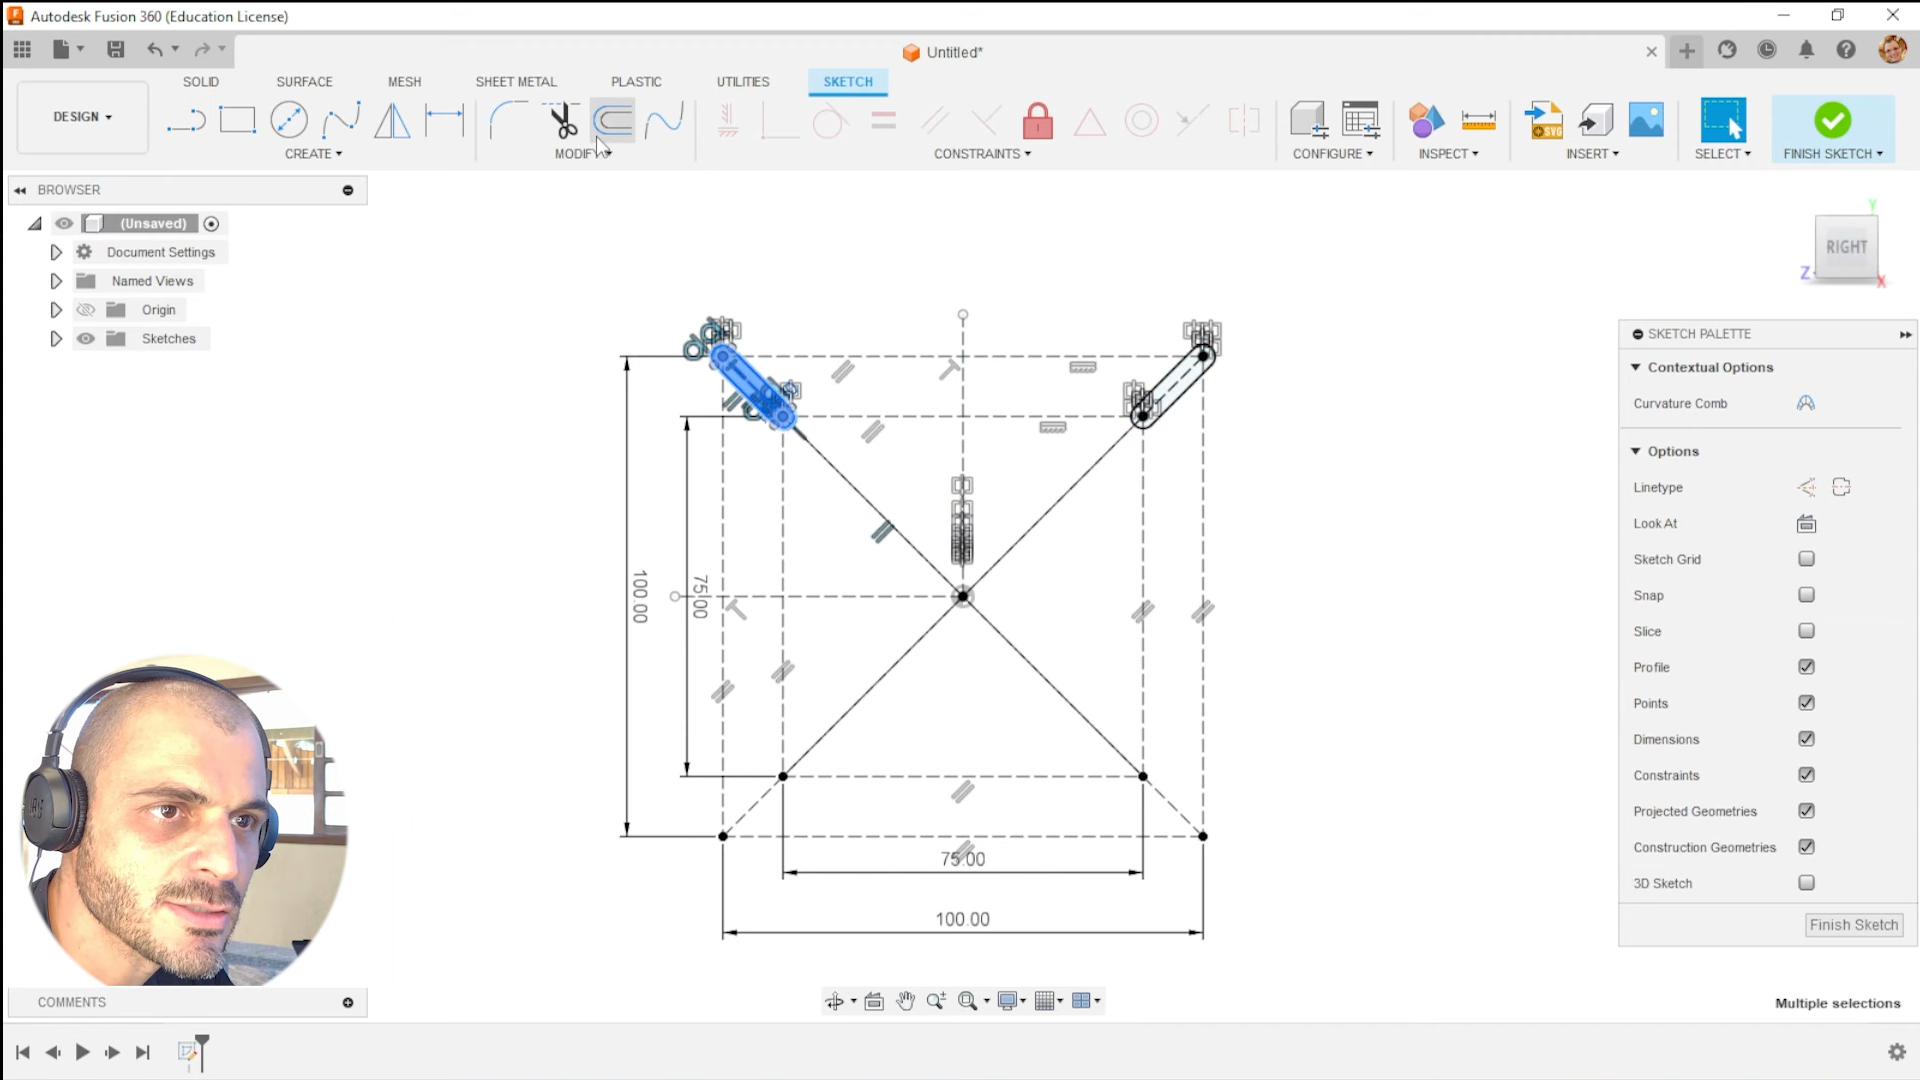 Autodesk Fusion 360 (Education License)
Untitled*
SOLID
SURFACE
MESH
SHEET METAL
PLASTIC
UTILITIES
SKETCH
DESIGN
CREATE
MODIFY
CONSTRAINTS
CONFIGURE
INSPECT
INSERT
SELECT
FINISH SKETCH
SVG
BROWSER
(Unsaved)
Document Settings
Named Views
Origin
Sketches
Y
RIGHT
Z
X
100.00
75.00
75.00
100.00
SKETCH PALETTE
Contextual Options
Curvature Comb
Options
Linetype
Look At
Sketch Grid
Snap
Slice
Profile
Points
Dimensions
Constraints
Projected Geometries
Construction Geometries
3D Sketch
Finish Sketch
COMMENTS
Multiple selections